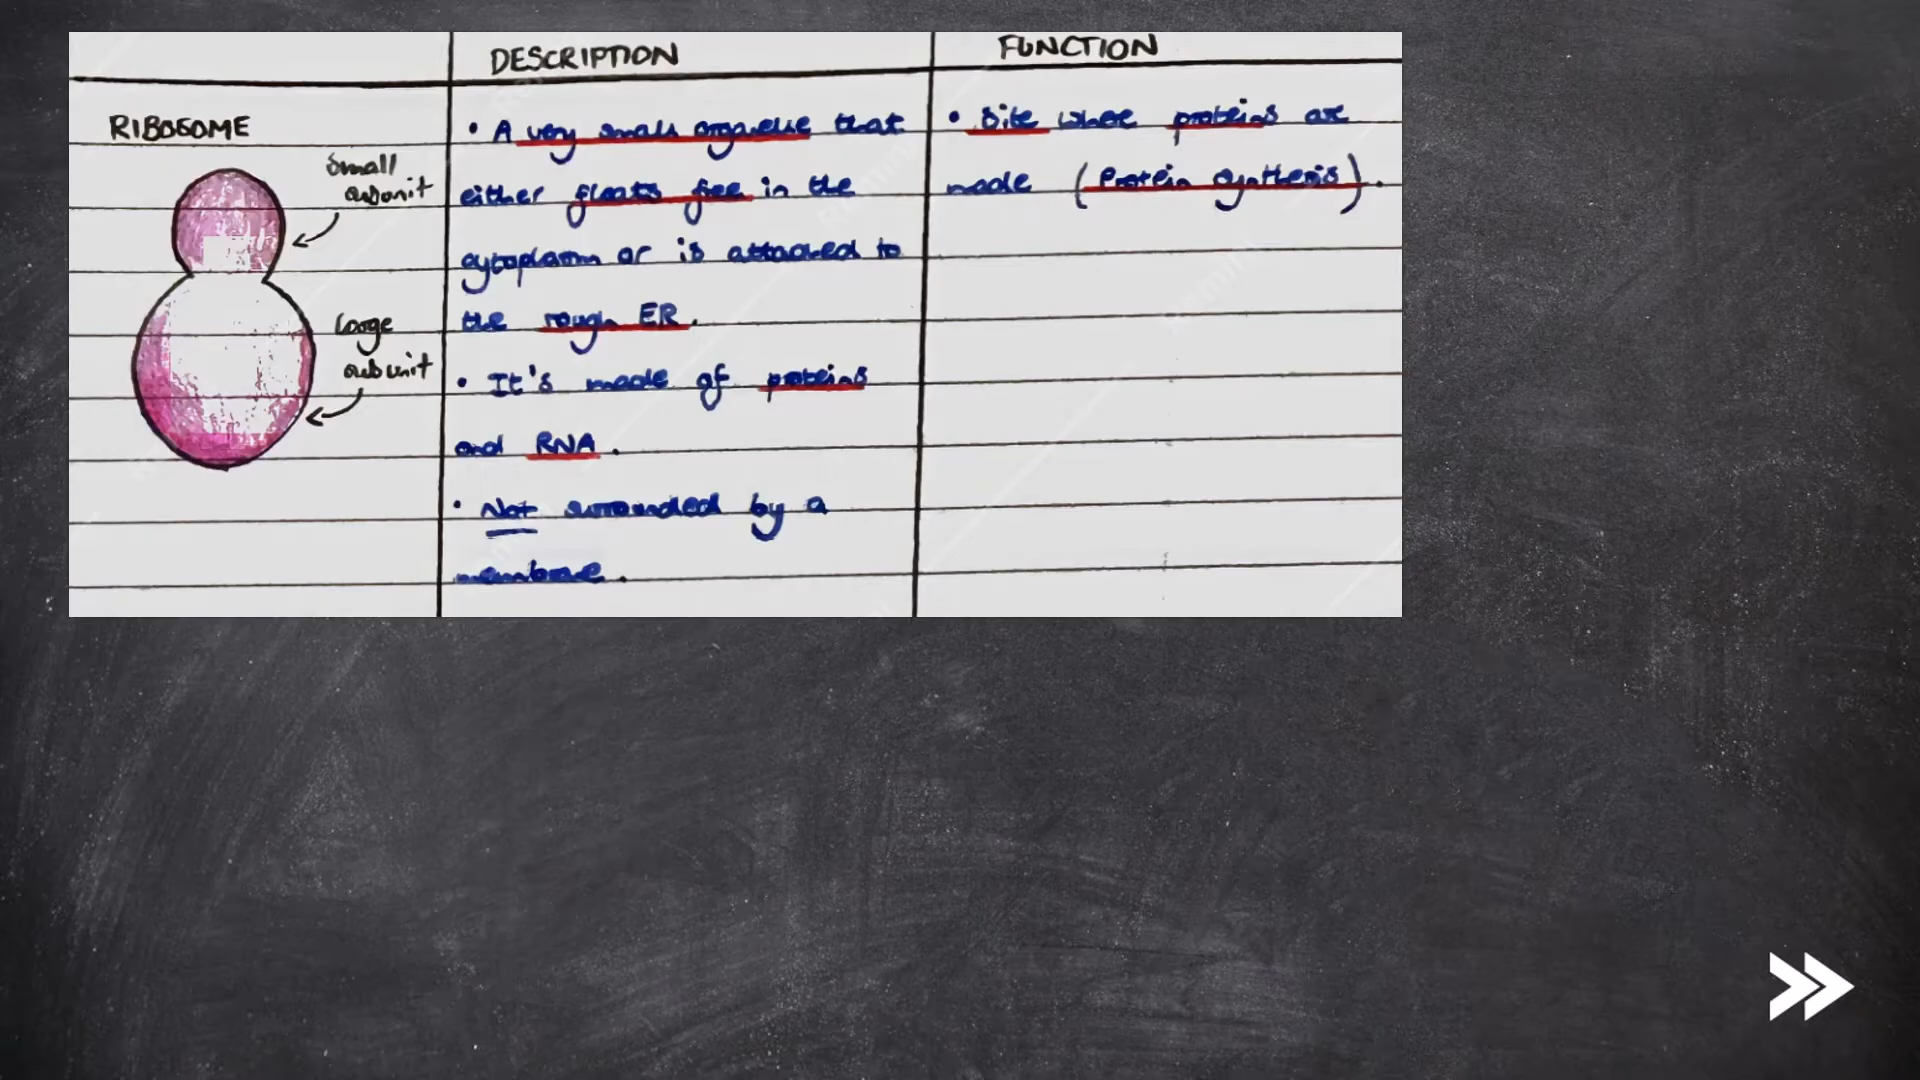 DESCRIPTION
FUNCTION
RIBOSOME
small
subunit
large
subunit
• A very small organelle that
either floats free in the
cytoplasm or is attached to
the rough ER.
• It's made of proteins
and RNA.
• Not surrounded by a
membrane.
• Site where proteins are
made (Protein synthesis).